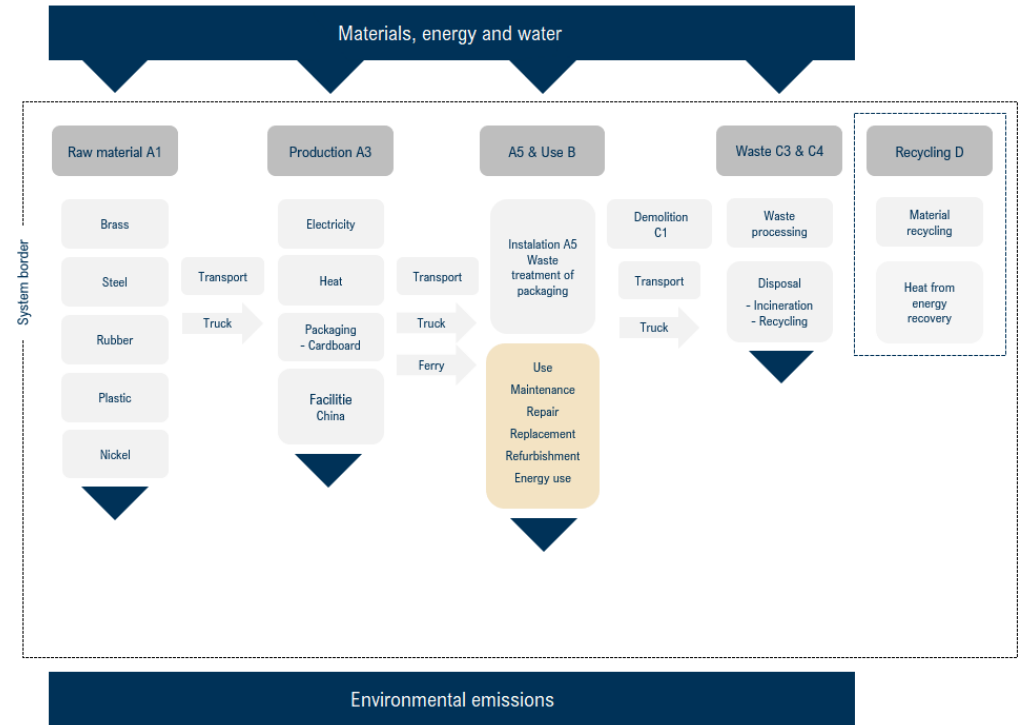 Materials, energy and water
System border
Raw material A1
Brass
Steel
Rubber
Plastic
Nickel
Transport
Truck
Production A3
Electricity
Heat
Packaging
- Cardboard
Facilitie
China
Transport
Truck
Ferry
A5 & Use B
Instalation A5
Waste
treatment of
packaging
Use
Maintenance
Repair
Replacement
Refurbishment
Energy use
Demolition
C1
Transport
Truck
Waste C3 & C4
Waste
processing
Disposal
- Incineration
- Recycling
Recycling D
Material
recycling
Heat from
energy
recovery
Environmental emissions